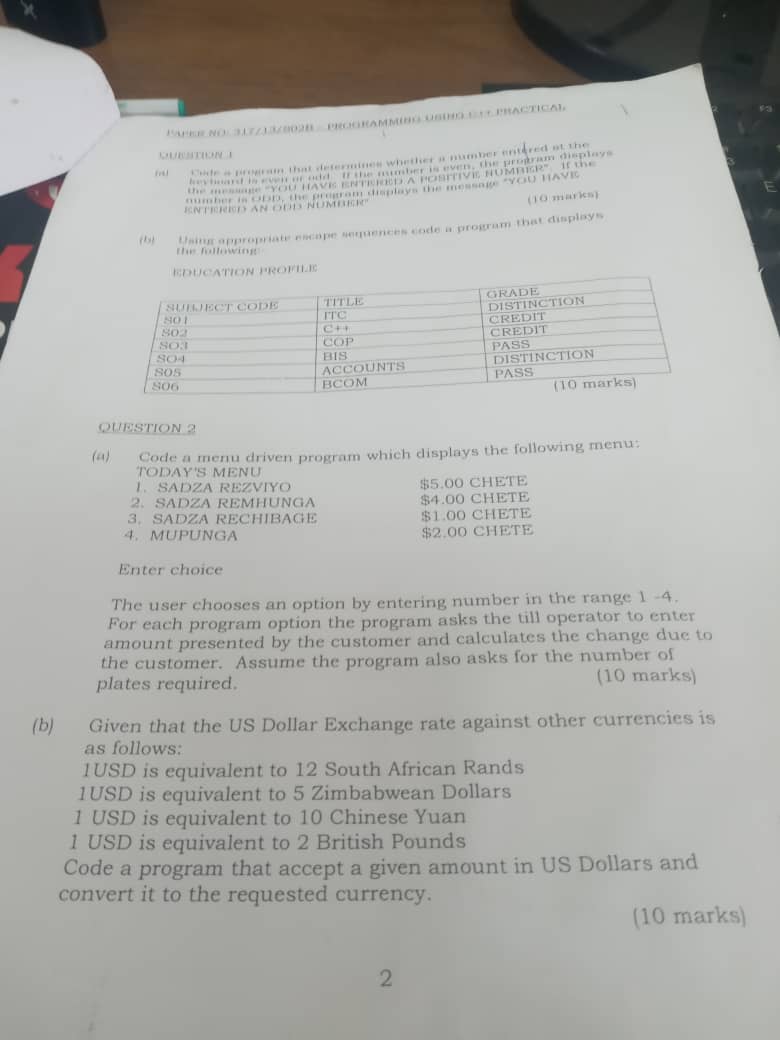 PAPER NO: 317/13/S02B - PROGRAMMING USING C++ PRACTICAL
QUESTION 1
(a) Code a program that determines whether a number entered at the
keyboard is even or odd. If the number is even, the program displays
the message "YOU HAVE ENTERED A POSITIVE NUMBER". If the
number is ODD, the program displays the message "YOU HAVE
ENTERED AN ODD NUMBER"
(10 marks)
(b) Using appropriate escape sequences code a program that displays
the following:-
EDUCATION PROFILE
SUBJECT CODE TITLE GRADE
S01 ITC DISTINCTION
S02 C++ CREDIT
SO3 COP CREDIT
SO4 BIS PASS
S05 ACCOUNTS DISTINCTION
S06 BCOM PASS
(10 marks)
QUESTION 2
(a) Code a menu driven program which displays the following menu:
TODAY'S MENU
1. SADZA REZVIYO $5.00 CHETE
2. SADZA REMHUNGA $4.00 CHETE
3. SADZA RECHIBAGE $1.00 CHETE
4. MUPUNGA $2.00 CHETE
Enter choice
The user chooses an option by entering number in the range 1 -4.
For each program option the program asks the till operator to enter
amount presented by the customer and calculates the change due to
the customer. Assume the program also asks for the number of
plates required. (10 marks)
(b) Given that the US Dollar Exchange rate against other currencies is
as follows:
1USD is equivalent to 12 South African Rands
1USD is equivalent to 5 Zimbabwean Dollars
1 USD is equivalent to 10 Chinese Yuan
1 USD is equivalent to 2 British Pounds
Code a program that accept a given amount in US Dollars and
convert it to the requested currency.
(10 marks)
2